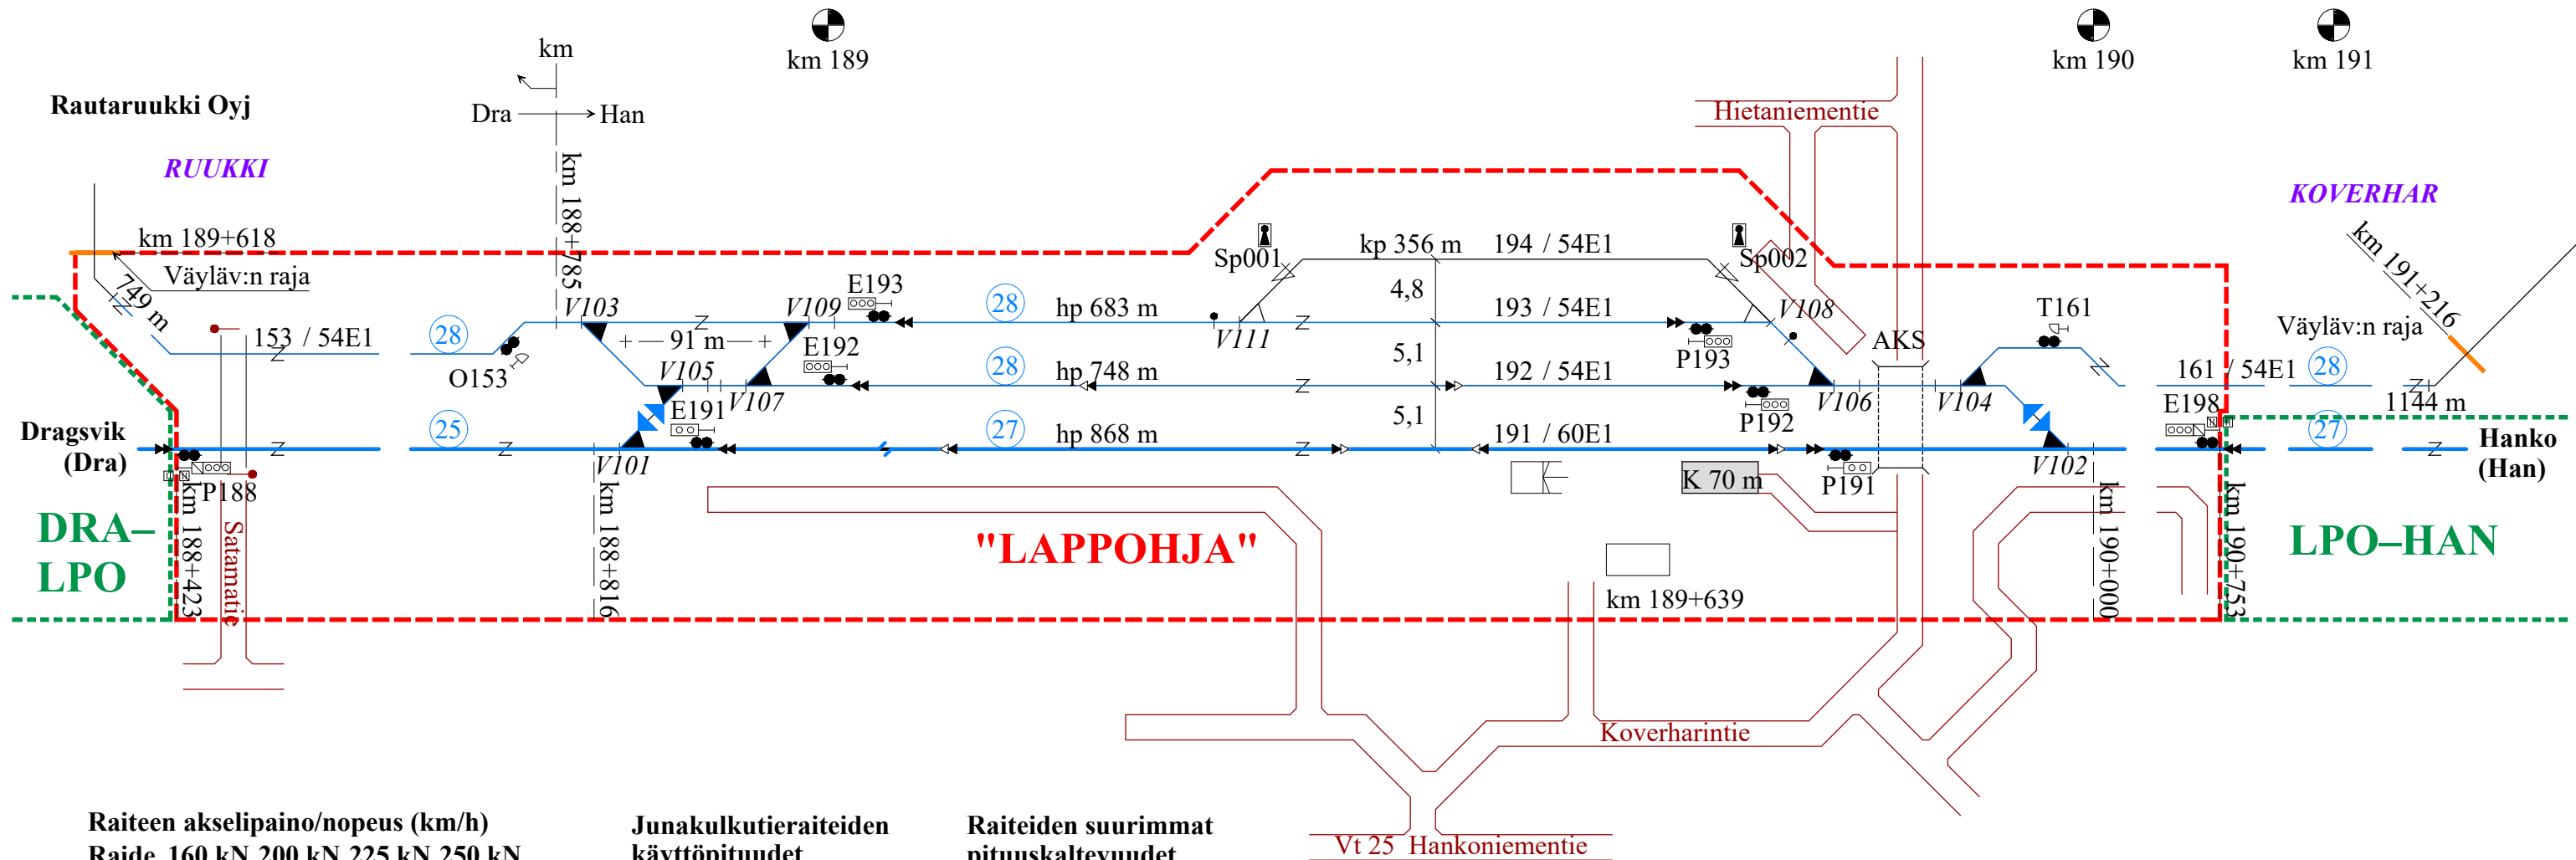 km 189
km 190
km 191
km
Dra
Han
Rautaruukki Oyj
RUUKKI
km 188+785
Hietaniementie
KOVERHAR
km 189+618
Väyläv:n raja
749 m
153 / 54E1
28
O153
V103
V109
E193
91 m
E192
V105
V107
E191
28
hp 683 m
28
hp 748 m
27
hp 868 m
Sp001
kp 356 m
194 / 54E1
Sp002
4,8
193 / 54E1
V111
V108
5,1
P193
192 / 54E1
5,1
P192
191 / 60E1
AKS
V106
V104
T161
km 191+216
Väyläv:n raja
161 / 54E1
28
1144 m
E198
27
Dragsvik
(Dra)
25
V101
P188
km 188+423
Satamatie
km 188+816
DRA–
LPO
"LAPPOHJA"
K 70 m
P191
V102
km 190+000
km 190+753
Hanko
(Han)
LPO–HAN
km 189+639
Koverharintie
Vt 25 Hankoniementie
Raiteen akselipaino/nopeus (km/h)
Raide 160 kN 200 kN 225 kN 250 kN
Junakulkutieraiteiden
käyttöpituudet
Raiteiden suurimmat
pituuskaltevuudet